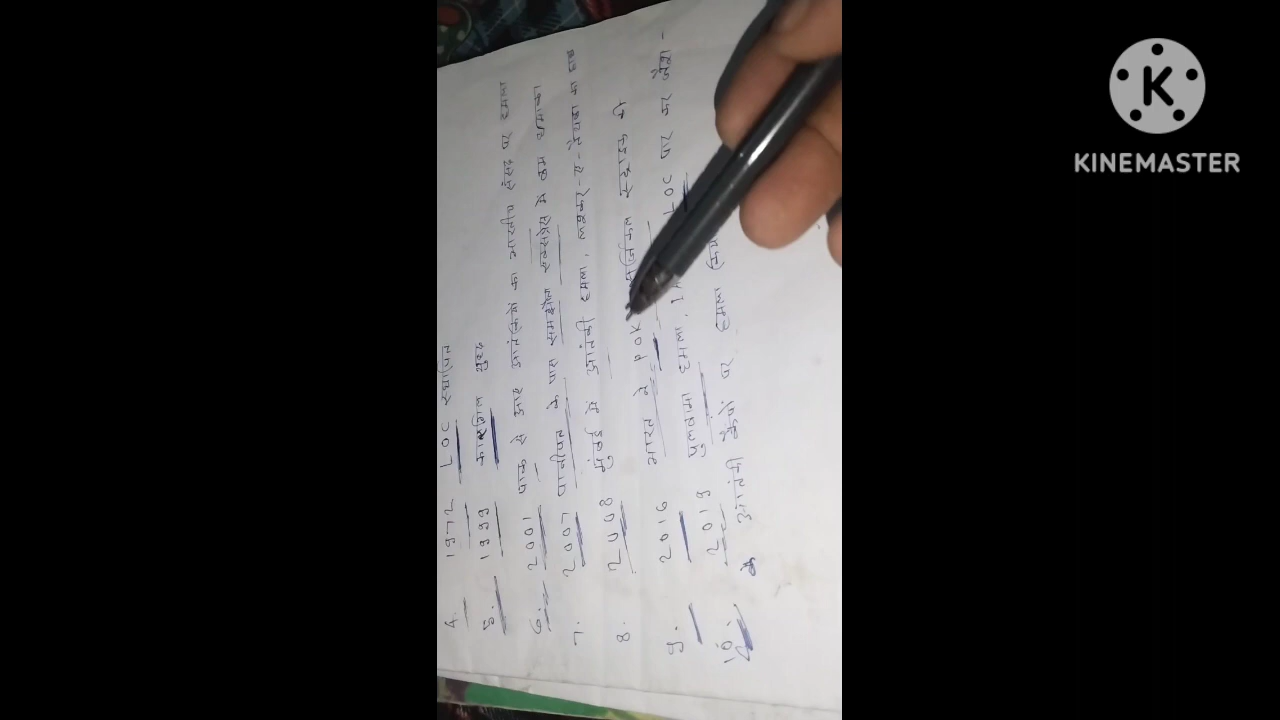 4. 1972 LOC स्थापित
5. 1999 कारगिल युद्ध
6. 2001 पाक से आए आतंकियों का भारतीय संसद पर हमला
7. 2007 पानीपत के पास समझौता एक्सप्रेस में बम धमाका
8. 2008 मुंबई में आतंकी हमला, लश्कर-ए-तैयबा का हाथ
9. 2016 भारत ने POK सर्जिकल स्ट्राइक की
10. 2019 पुलवामा हमला, LOC पार कर जैश-
के आतंकी कैंपों पर हमला
KINEMASTER